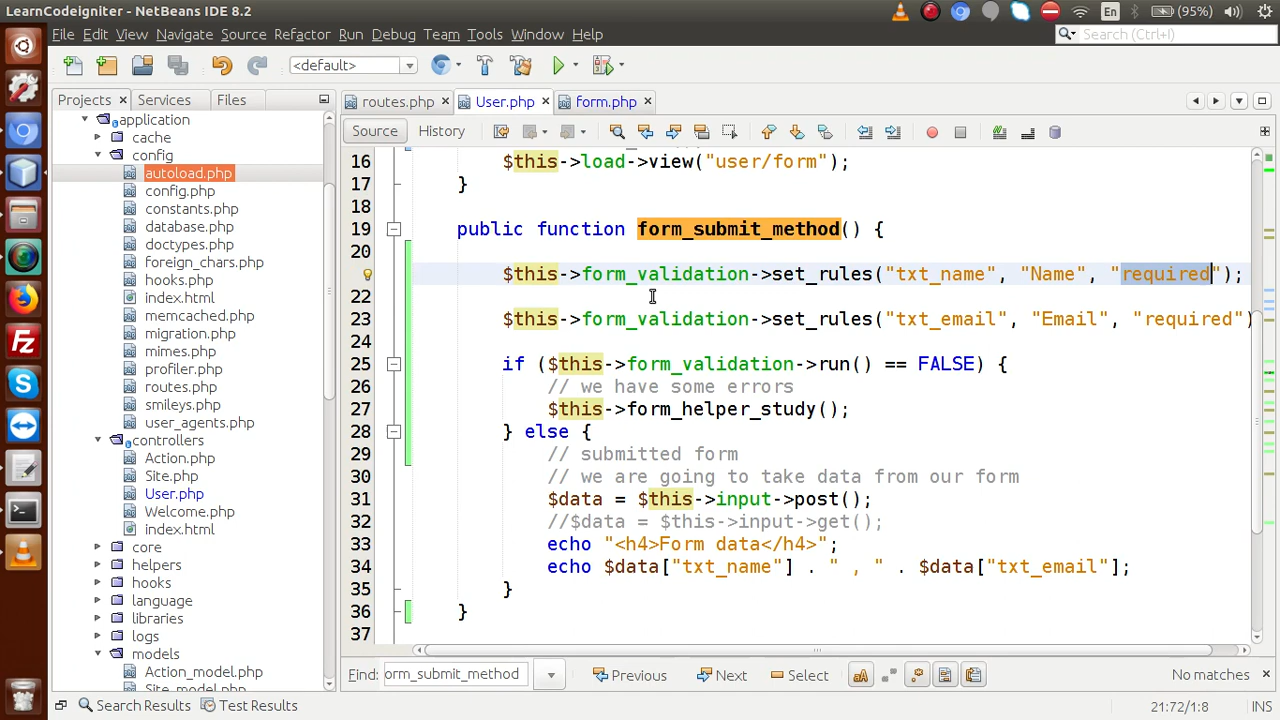 LearnCodeigniter - NetBeans IDE 8.2
En
(95%)
File Edit View Navigate Source Refactor Run Debug Team Tools Window Help
Search (Ctrl+I)
<default>
Projects
Services
Files
routes.php
User.php
form.php
Source
History
application
cache
config
autoload.php
config.php
constants.php
database.php
doctypes.php
foreign_chars.php
hooks.php
index.html
memcached.php
migration.php
mimes.php
profiler.php
routes.php
smileys.php
user_agents.php
controllers
Action.php
Site.php
User.php
Welcome.php
index.html
core
helpers
hooks
language
libraries
logs
models
Action_model.php
Site_model.php
16 $this->load->view("user/form");
17 }
18
19 public function form_submit_method() {
20
$this->form_validation->set_rules("txt_name", "Name", "required");
22
23 $this->form_validation->set_rules("txt_email", "Email", "required")
24
25 if ($this->form_validation->run() == FALSE) {
26 // we have some errors
27 $this->form_helper_study();
28 } else {
29 // submitted form
30 // we are going to take data from our form
31 $data = $this->input->post();
32 //$data = $this->input->get();
33 echo "<h4>Form data</h4>";
34 echo $data["txt_name"] . " , " . $data["txt_email"];
35 }
36 }
37
Find: orm_submit_method
Previous
Next
Select
No matches
Search Results
Test Results
21:72/1:8
INS